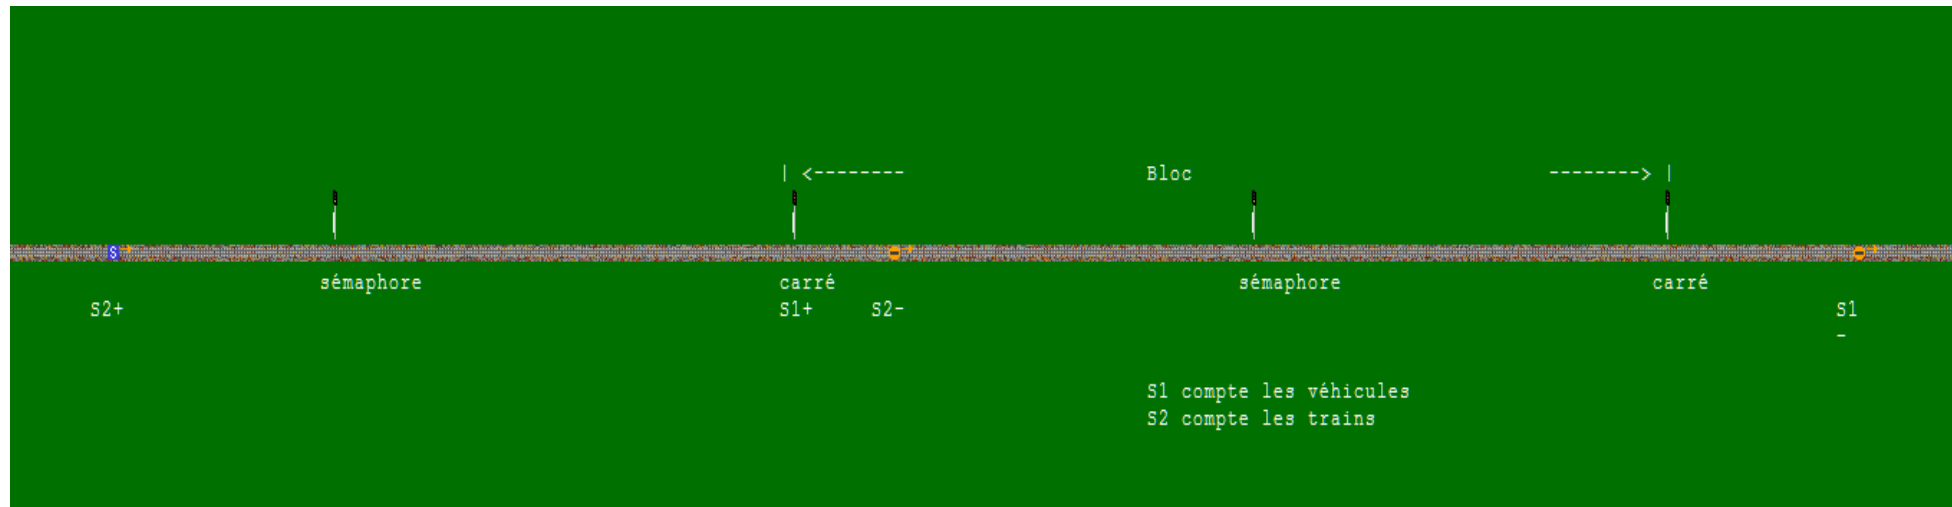 | <-------- Bloc --------> |
S
sémaphore carré sémaphore carré
S2+ S1+ S2- S1
-
S1 compte les véhicules
S2 compte les trains